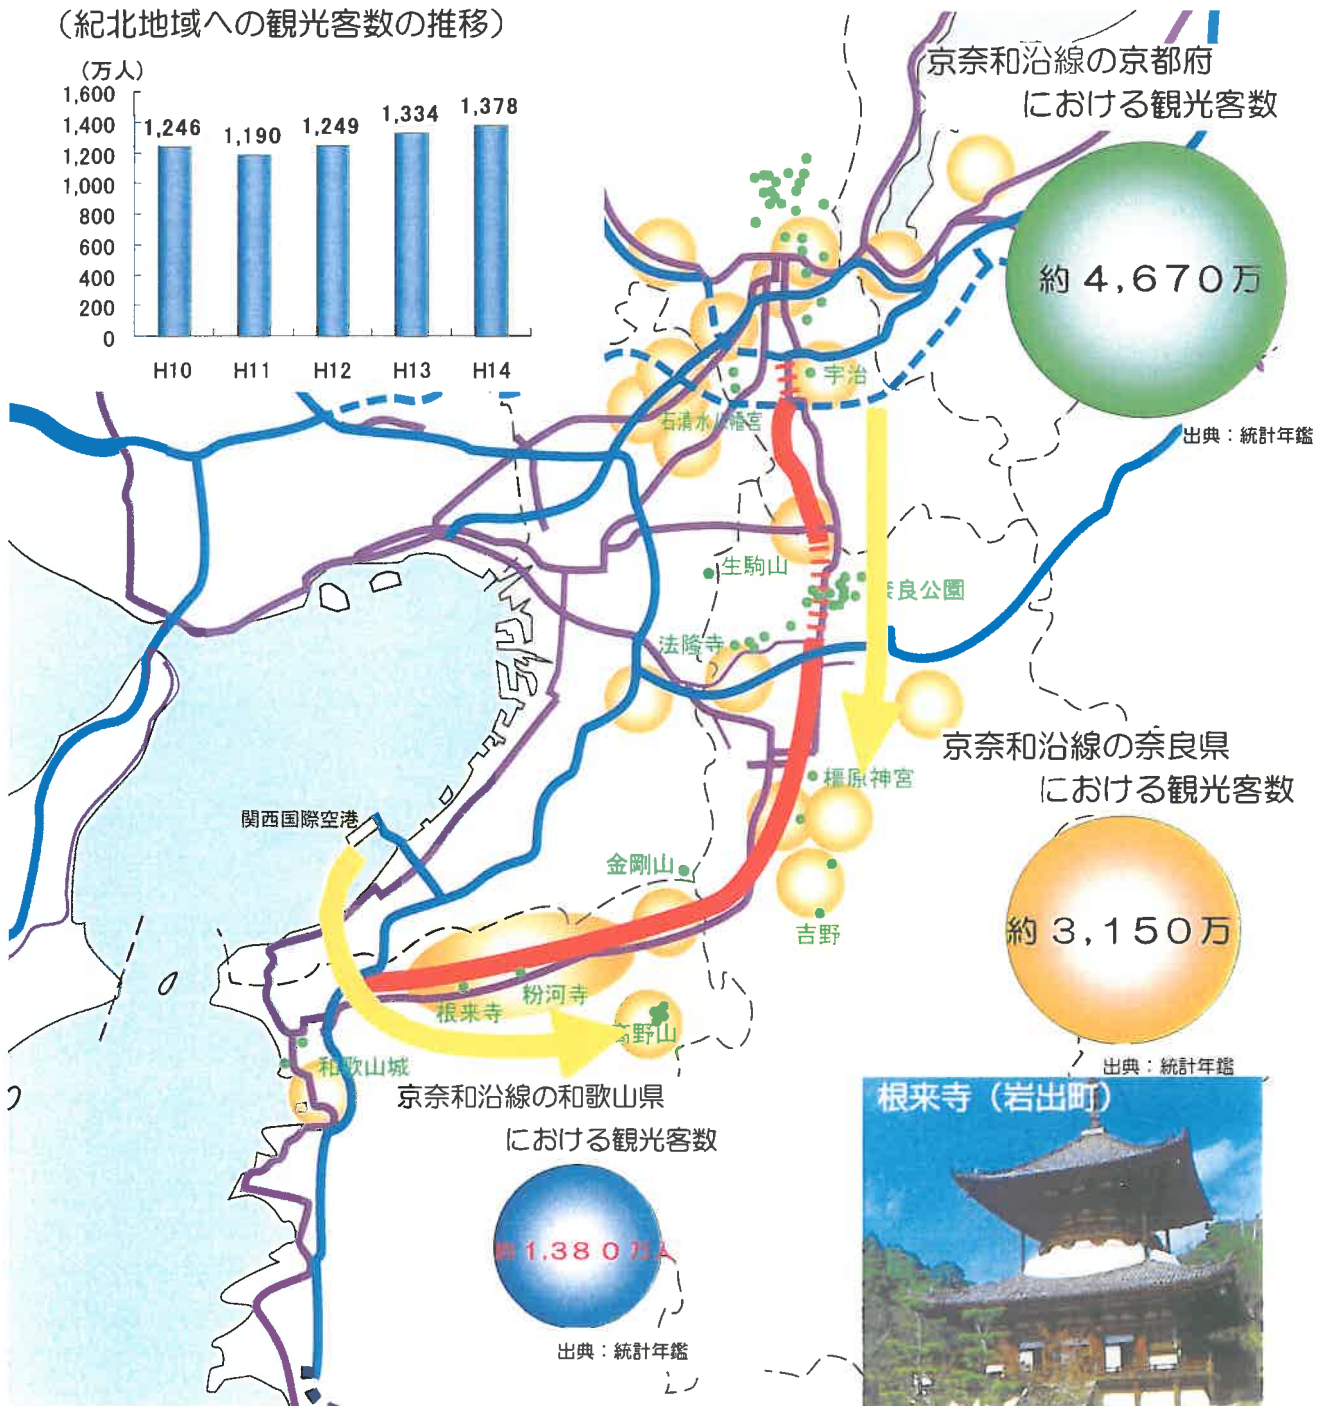 （紀北地域への観光客数の推移）
（万人）
1,600
1,400
1,200
1,000
800
600
400
200
0
1,246
1,190
1,249
1,334
1,378
H10
H11
H12
H13
H14
京奈和沿線の京都府
における観光客数
約４,６７０万
出典：統計年鑑
宇治
石清水八幡宮
生駒山
奈良公園
法隆寺
橿原神宮
京奈和沿線の奈良県
における観光客数
約３,１５０万
出典：統計年鑑
関西国際空港
金剛山
吉野
粉河寺
根来寺
高野山
和歌山城
京奈和沿線の和歌山県
における観光客数
約１.３８０万人
出典：統計年鑑
根来寺（岩出町）